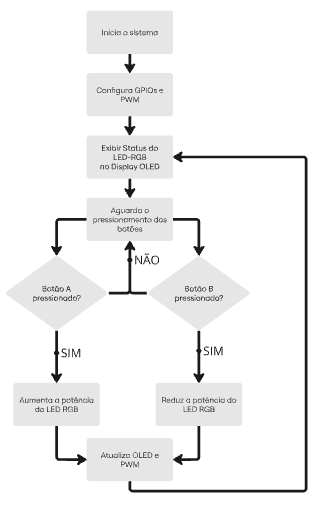 Inicia o sistema
Configura GPIOs e
PWM
Exibir Status do
LED-RGB
no Display OLED
Aguarda o
pressionamento dos
botões
NÃO
Botão A
pressionado?
Botão B
pressionado?
SIM
SIM
Aumenta a potência
do LED RGB
Reduz a potência do
LED RGB
Atualiza OLED e
PWM